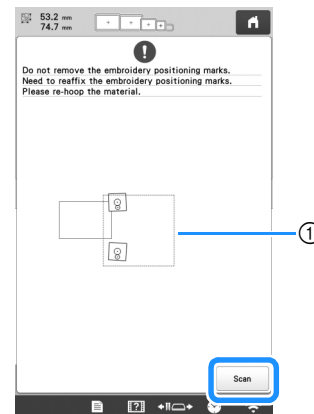 53.2 mm
74.7 mm
Do not remove the embroidery positioning marks.
Need to reaffix the embroidery positioning marks.
Please re-hoop the material.
1
Scan